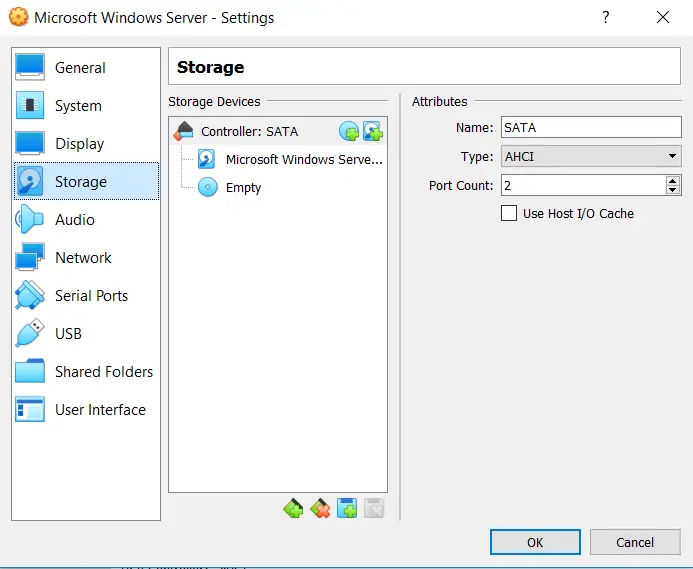 Microsoft Windows Server - Settings
?
General
System
Display
Storage
Audio
Network
Serial Ports
USB
Shared Folders
User Interface
Storage
Storage Devices
Controller: SATA
Microsoft Windows Serve...
Empty
Attributes
Name: SATA
Type: AHCI
Port Count: 2
Use Host I/O Cache
OK
Cancel